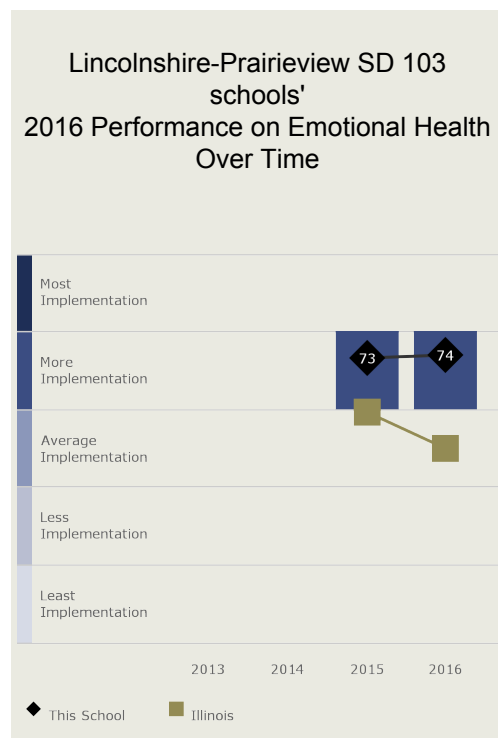 Lincolnshire-Prairieview SD 103
schools'
2016 Performance on Emotional Health
Over Time
Most
Implementation
More
Implementation
73
74
Average
Implementation
Less
Implementation
Least
Implementation
2013 2014 2015 2016
This School Illinois